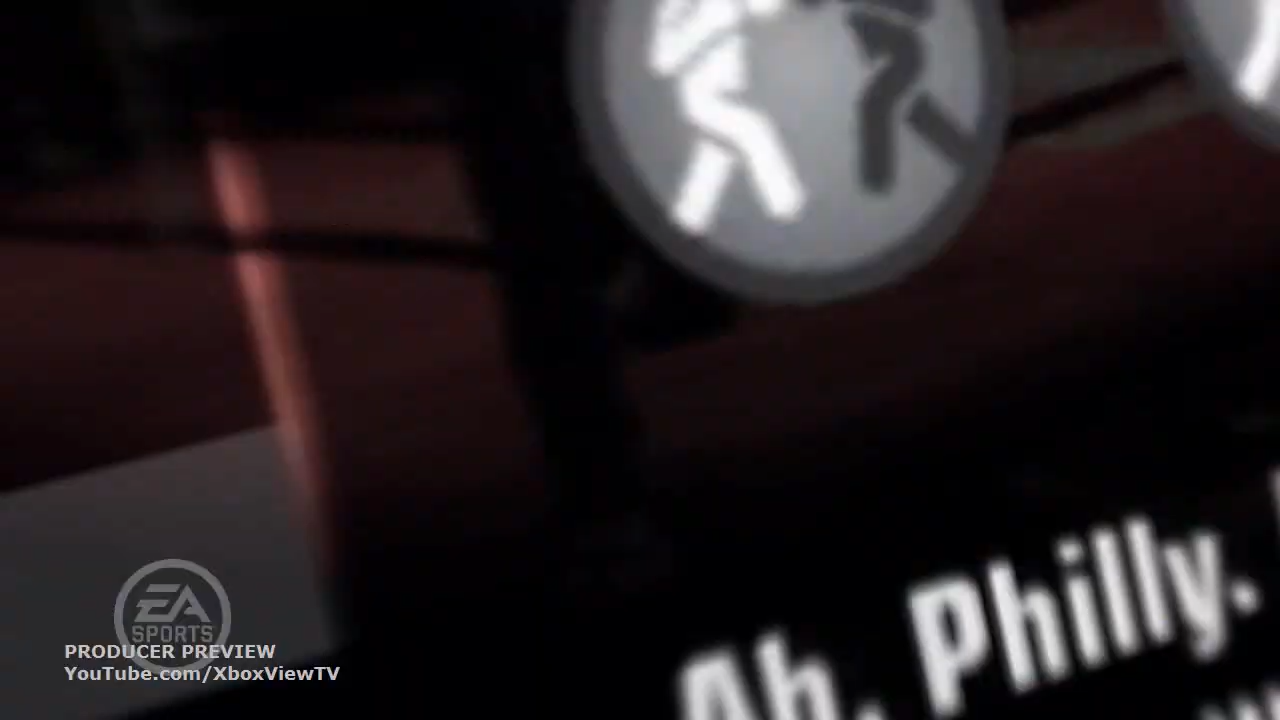 Ah, Philly.
EA
SPORTS
PRODUCER PREVIEW
YouTube.com/XboxViewTV